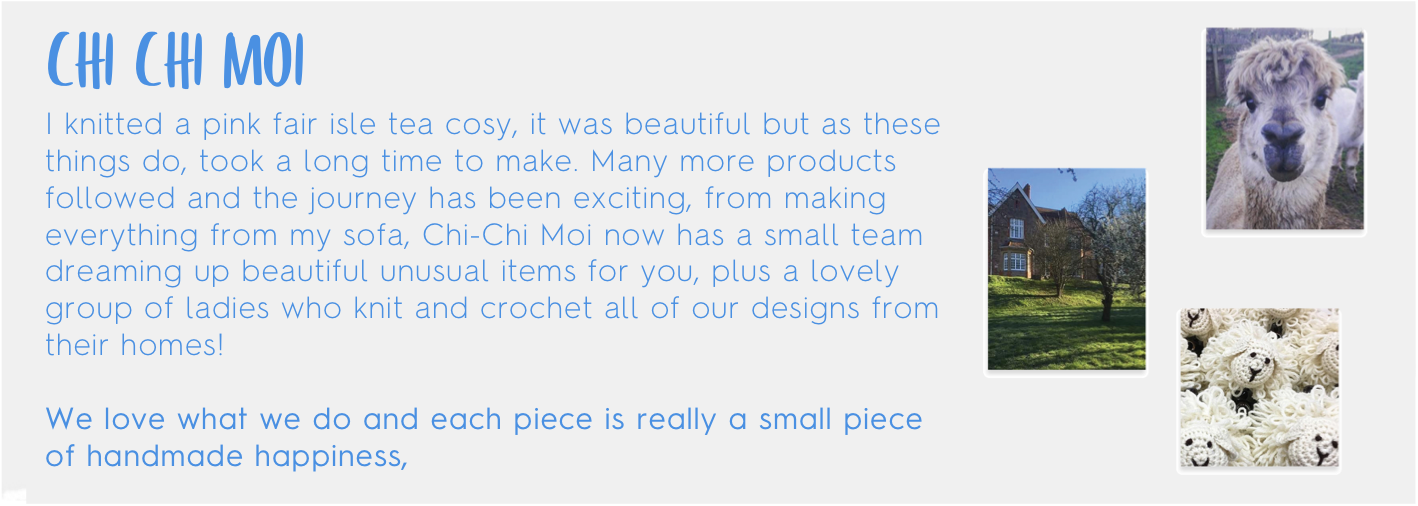 CHI CHI MOI
I knitted a pink fair isle tea cosy, it was beautiful but as these
things do, took a long time to make. Many more products
followed and the journey has been exciting, from making
everything from my sofa, Chi-Chi Moi now has a small team
dreaming up beautiful unusual items for you, plus a lovely
group of ladies who knit and crochet all of our designs from
their homes!
We love what we do and each piece is really a small piece
of handmade happiness,